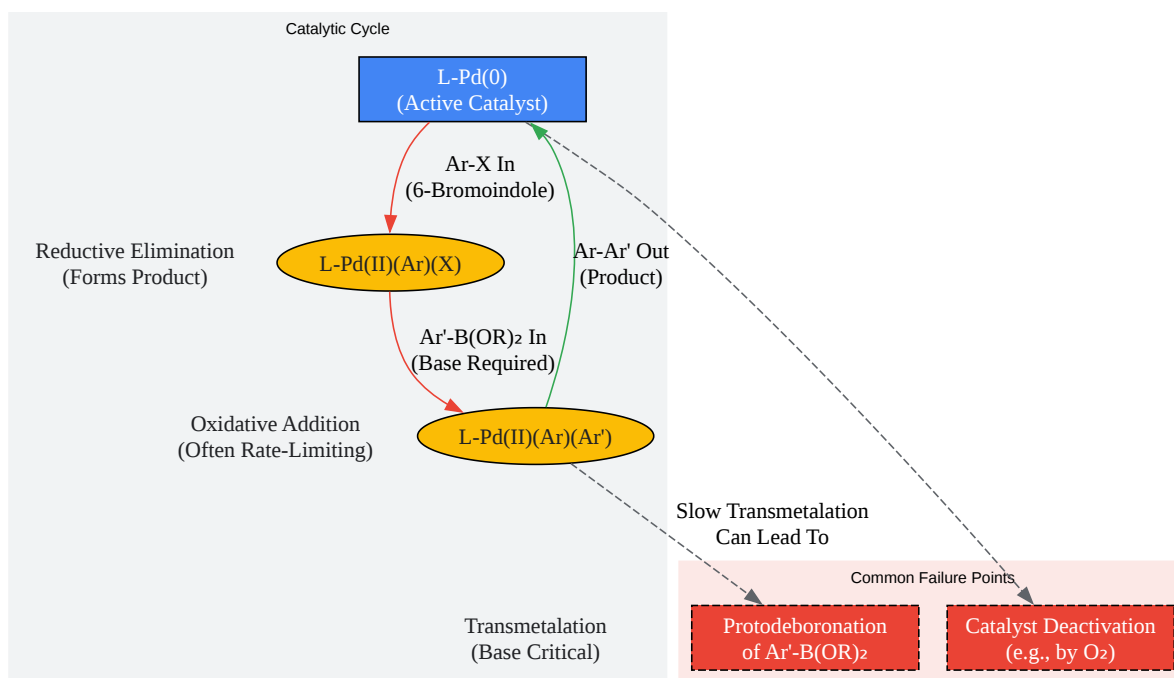 Catalytic Cycle
L-Pd(0)
(Active Catalyst)
Ar-X In
(6-Bromoindole)
Reductive Elimination
(Forms Product)
L-Pd(II)(Ar)(X)
Ar-Ar' Out
(Product)
Ar'-B(OR)₂ In
(Base Required)
Oxidative Addition
(Often Rate-Limiting)
L-Pd(II)(Ar)(Ar')
Slow Transmetalation
Can Lead To
Common Failure Points
Transmetalation
(Base Critical)
Protodeboronation
of Ar'-B(OR)₂
Catalyst Deactivation
(e.g., by O₂)